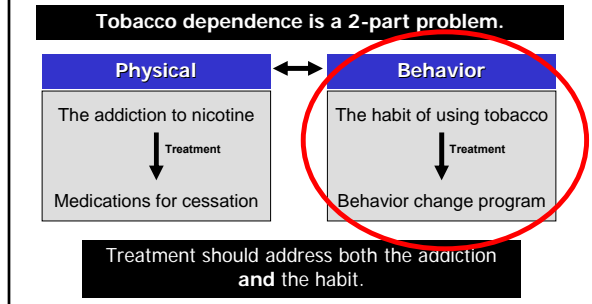 Tobacco dependence is a 2-part problem.
Physical
Behavior
The addiction to nicotine
The habit of using tobacco
Treatment
Treatment
Medications for cessation
Behavior change program
Treatment should address both the addiction
and the habit.